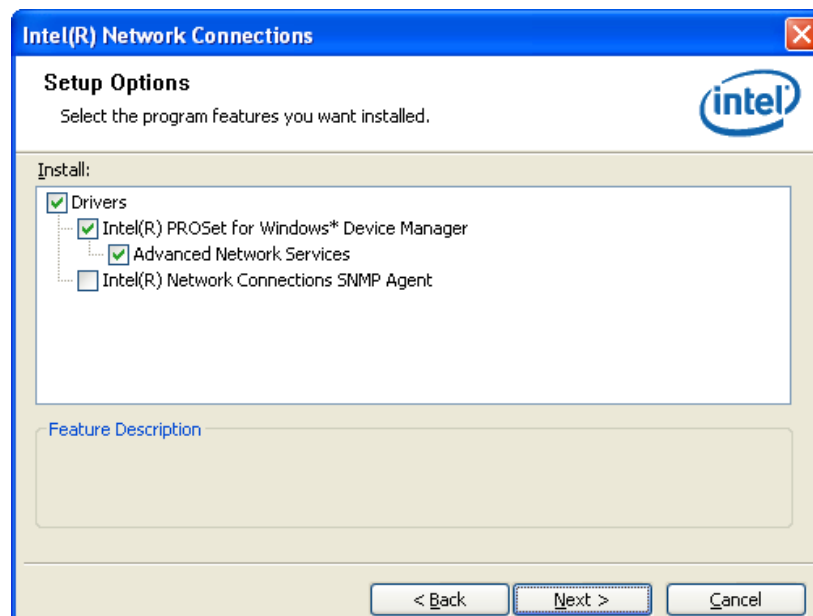 Intel(R) Network Connections
Setup Options
Select the program features you want installed.
intel
Install:
Drivers
Intel(R) PROSet for Windows* Device Manager
Advanced Network Services
Intel(R) Network Connections SNMP Agent
Feature Description
< Back
Next >
Cancel